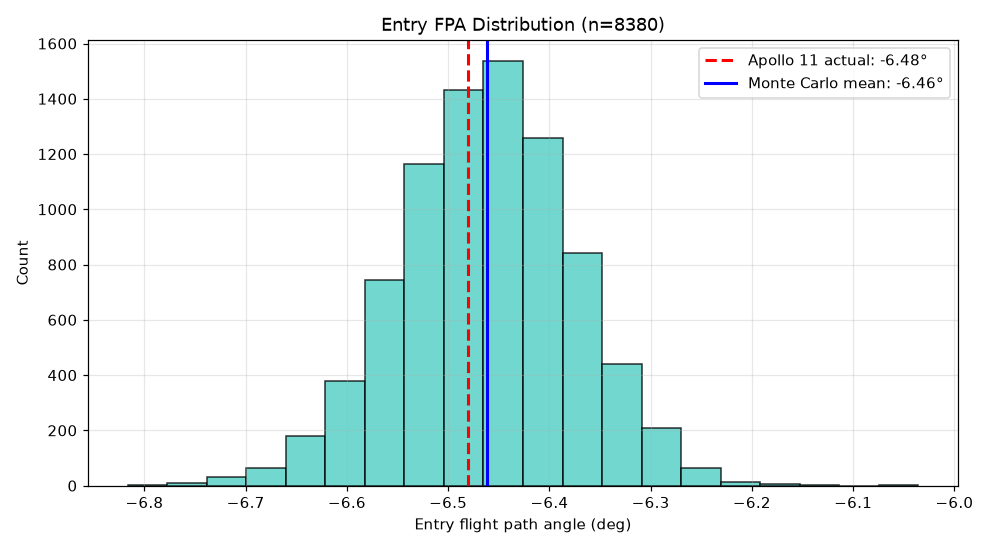 Entry FPA Distribution (n=8380)
Apollo 11 actual: -6.48°
Monte Carlo mean: -6.46°
1600
1400
1200
1000
800
600
400
200
0
Count
−6.8 −6.7 −6.6 −6.5 −6.4 −6.3 −6.2 −6.1 −6.0
Entry flight path angle (deg)